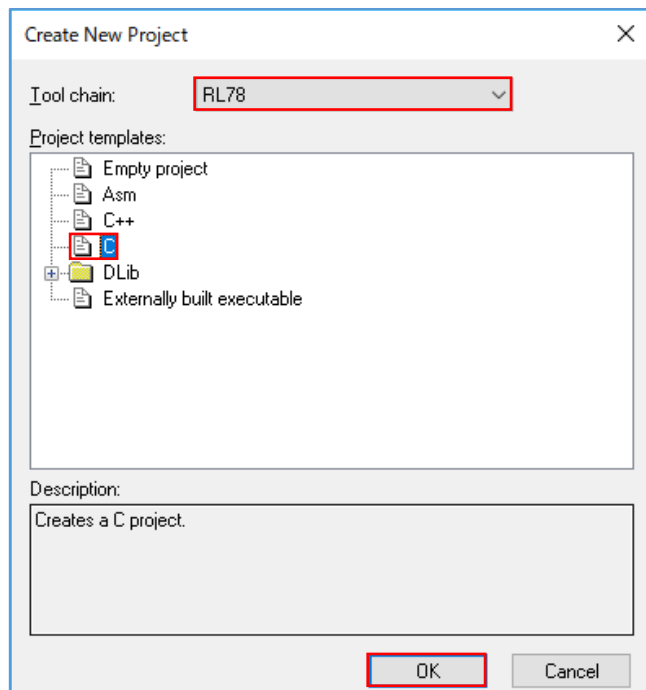 Create New Project
Tool chain: RL78
Project templates:
Empty project
Asm
C++
C
DLib
Externally built executable
Description:
Creates a C project.
OK Cancel